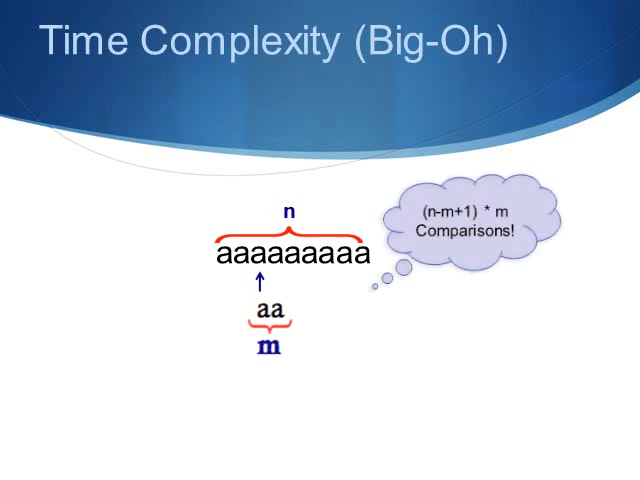 Time Complexity (Big-Oh)
n
(n-m+1) * m
Comparisons!
aaaaaaaaa
aa
m